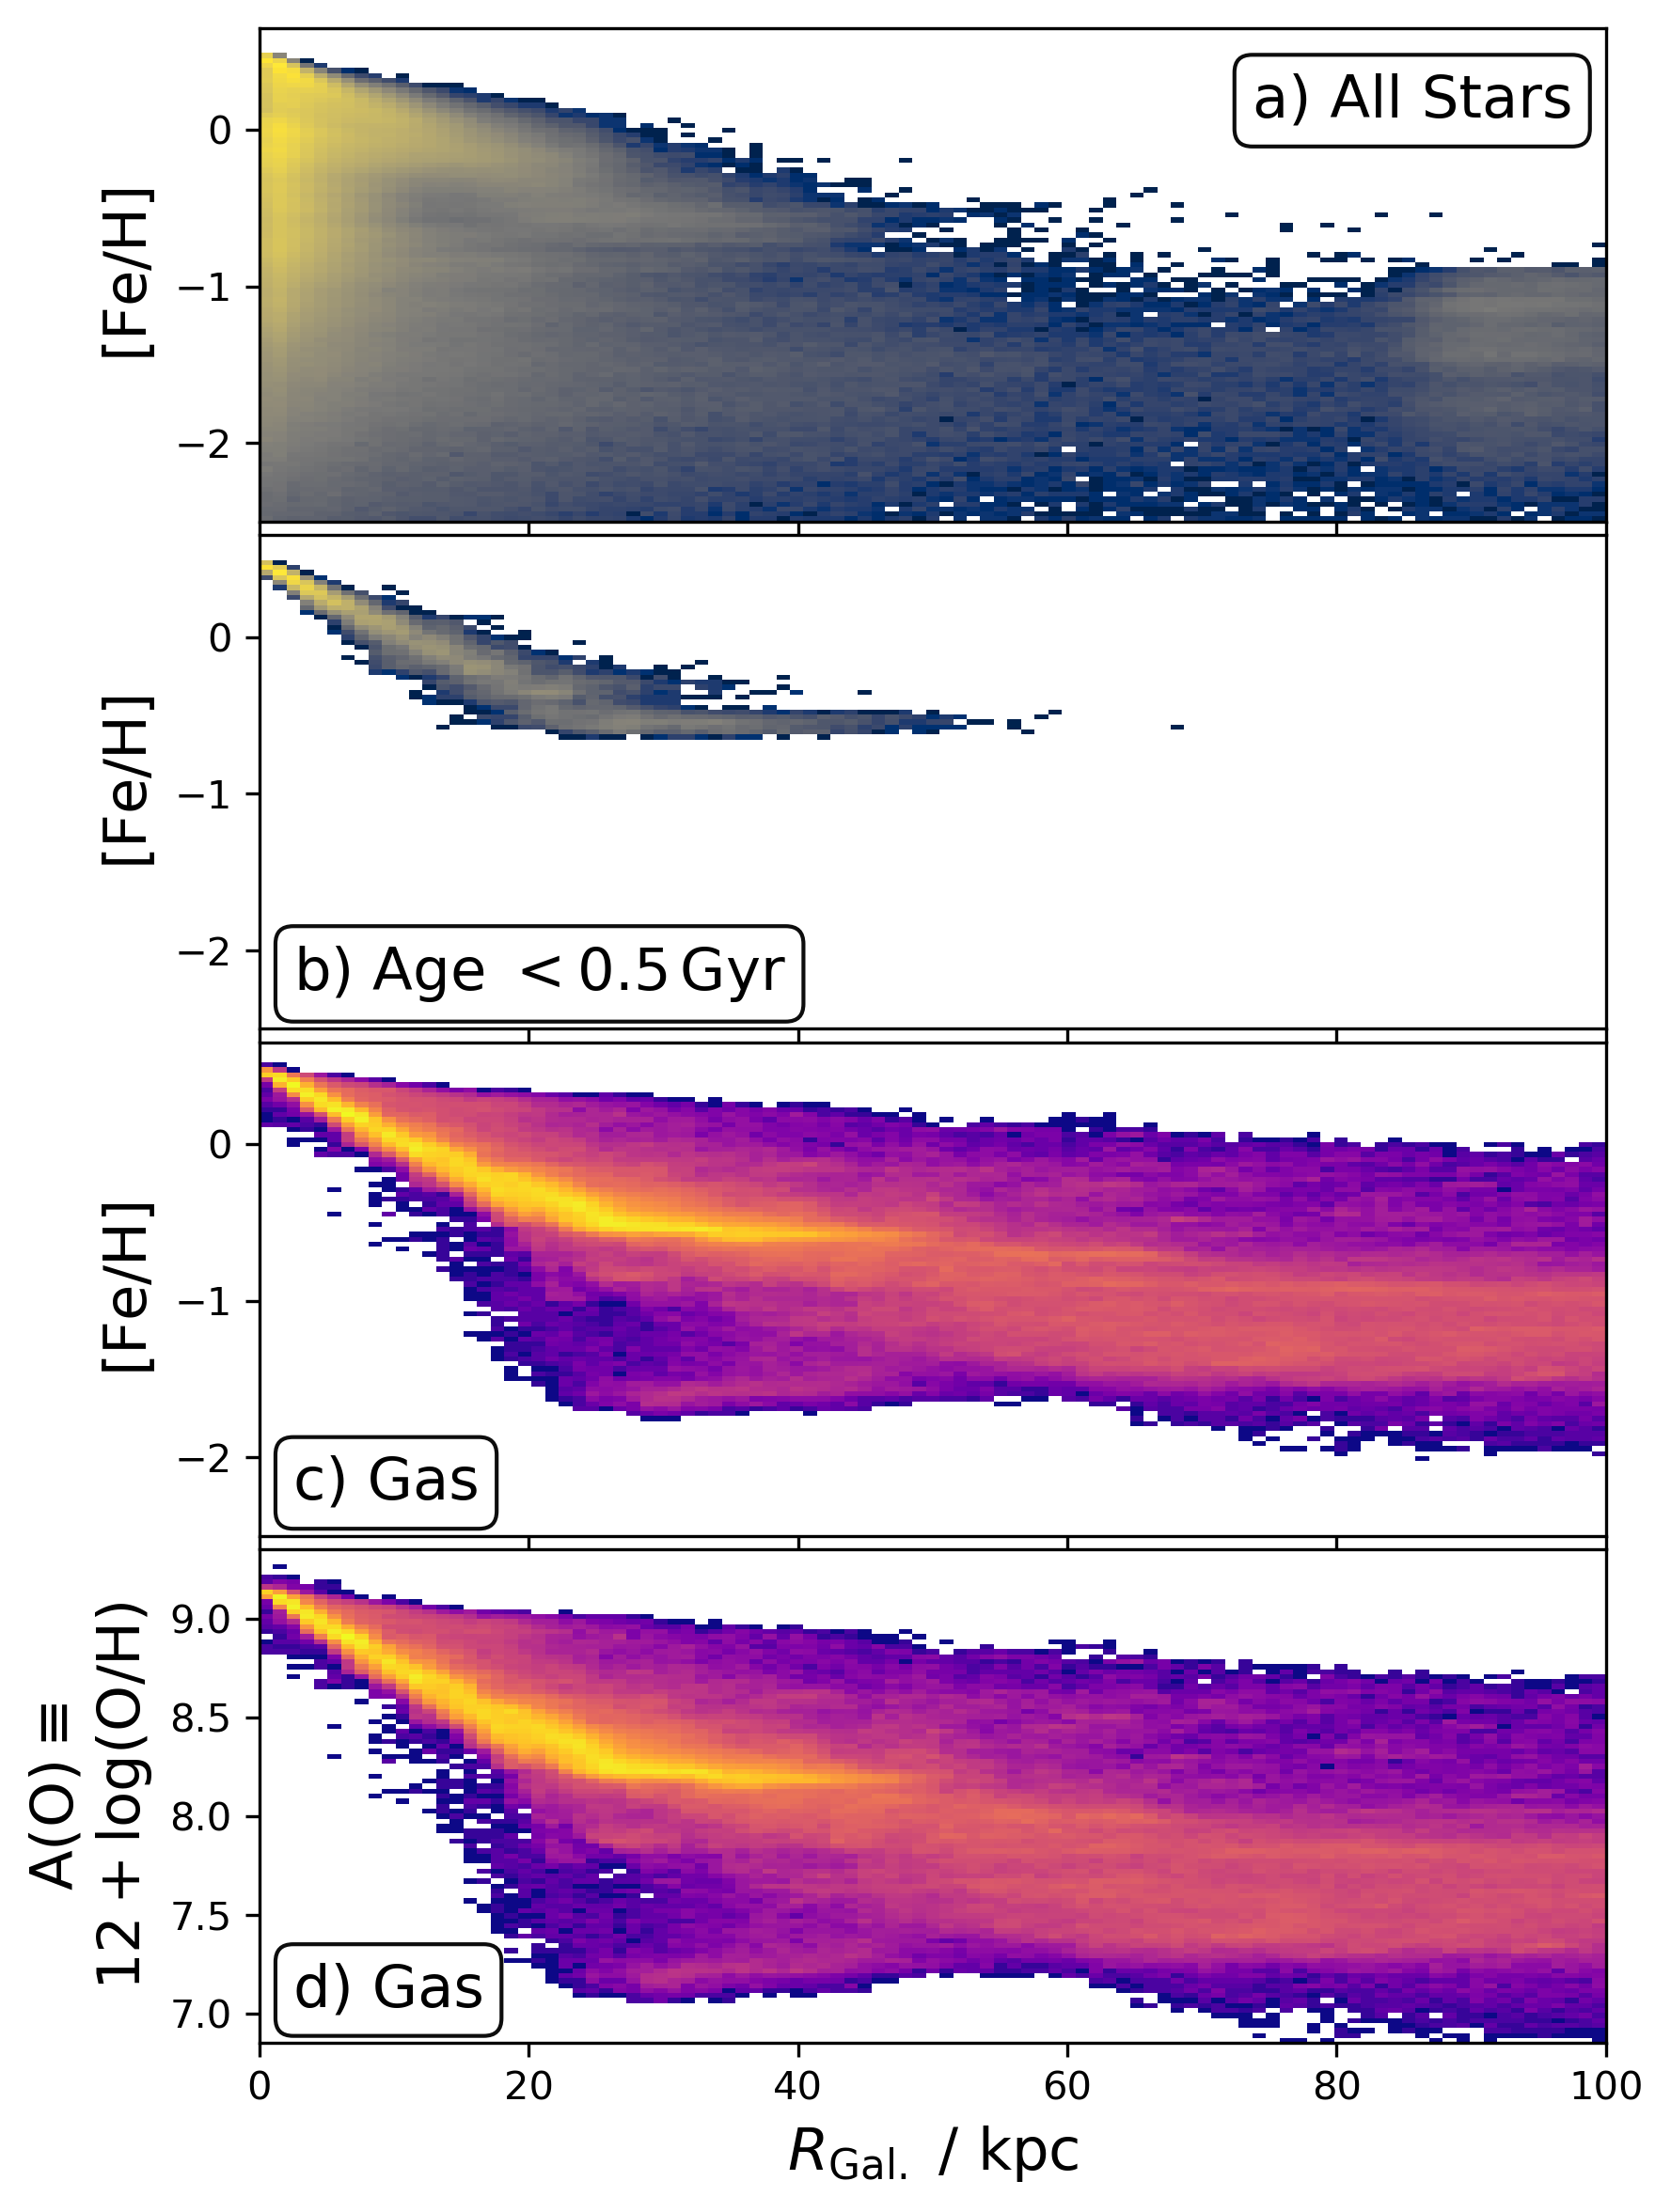 a) All Stars
[Fe/H]
0
−1
−2
[Fe/H]
0
−1
−2
b) Age < 0.5 Gyr
[Fe/H]
0
−1
−2
c) Gas
A(O) ≡
12 + log(O/H)
9.0
8.5
8.0
7.5
7.0
d) Gas
0 20 40 60 80 100
R_Gal. / kpc